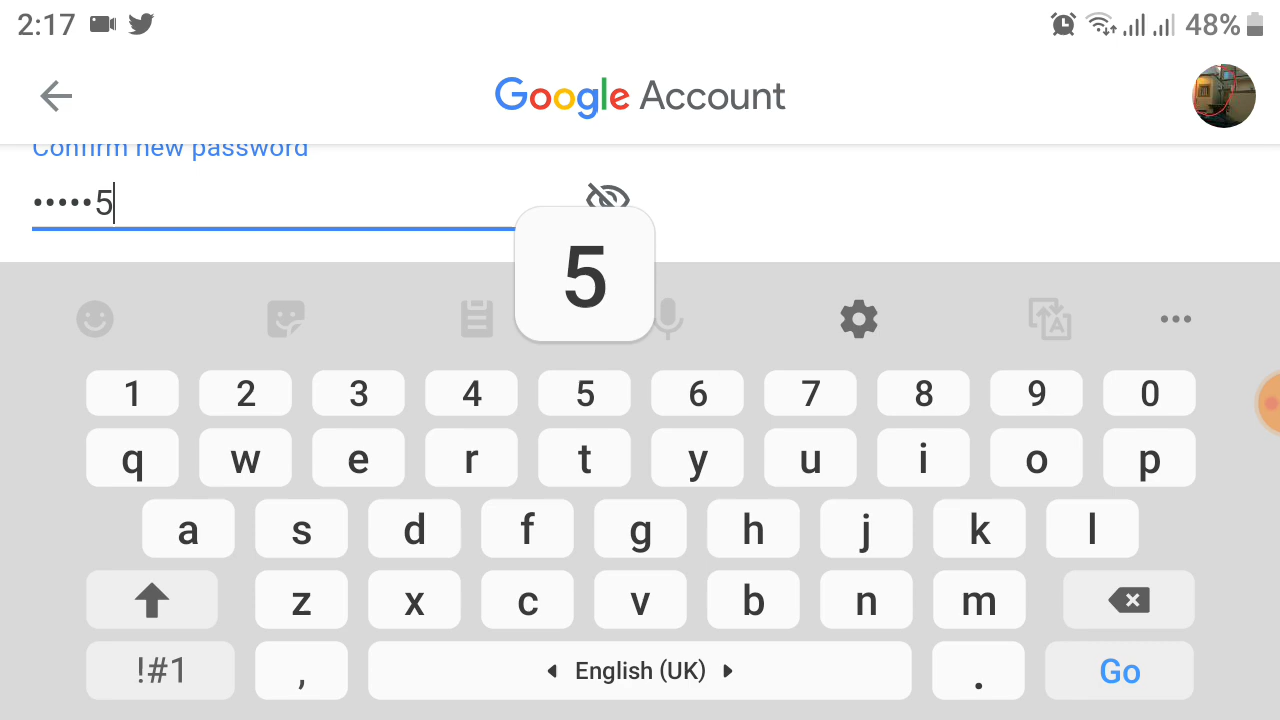 2:17 48%
Google Account
Confirm new password
•••••5
5
1 2 3 4 5 6 7 8 9 0
q w e r t y u i o p
a s d f g h j k l
z x c v b n m
!#1 , English (UK) . Go